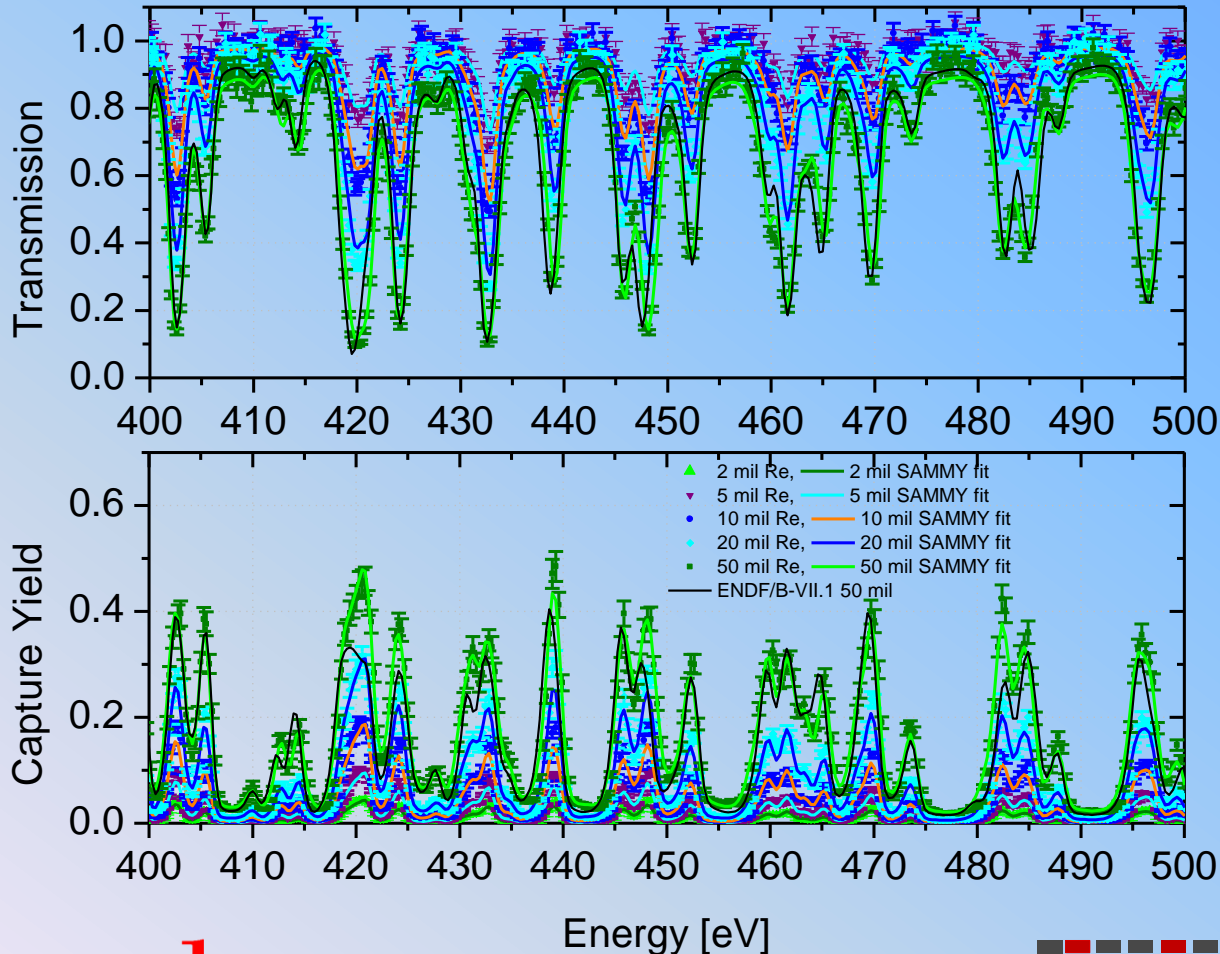 1.0
0.8
0.6
0.4
0.2
0.0
Transmission
400 410 420 430 440 450 460 470 480 490 500
0.6
0.4
0.2
0.0
Capture Yield
2 mil Re, 2 mil SAMMY fit
5 mil Re, 5 mil SAMMY fit
10 mil Re, 10 mil SAMMY fit
20 mil Re, 20 mil SAMMY fit
50 mil Re, 50 mil SAMMY fit
ENDF/B-VII.1 50 mil
400 410 420 430 440 450 460 470 480 490 500
Energy [eV]